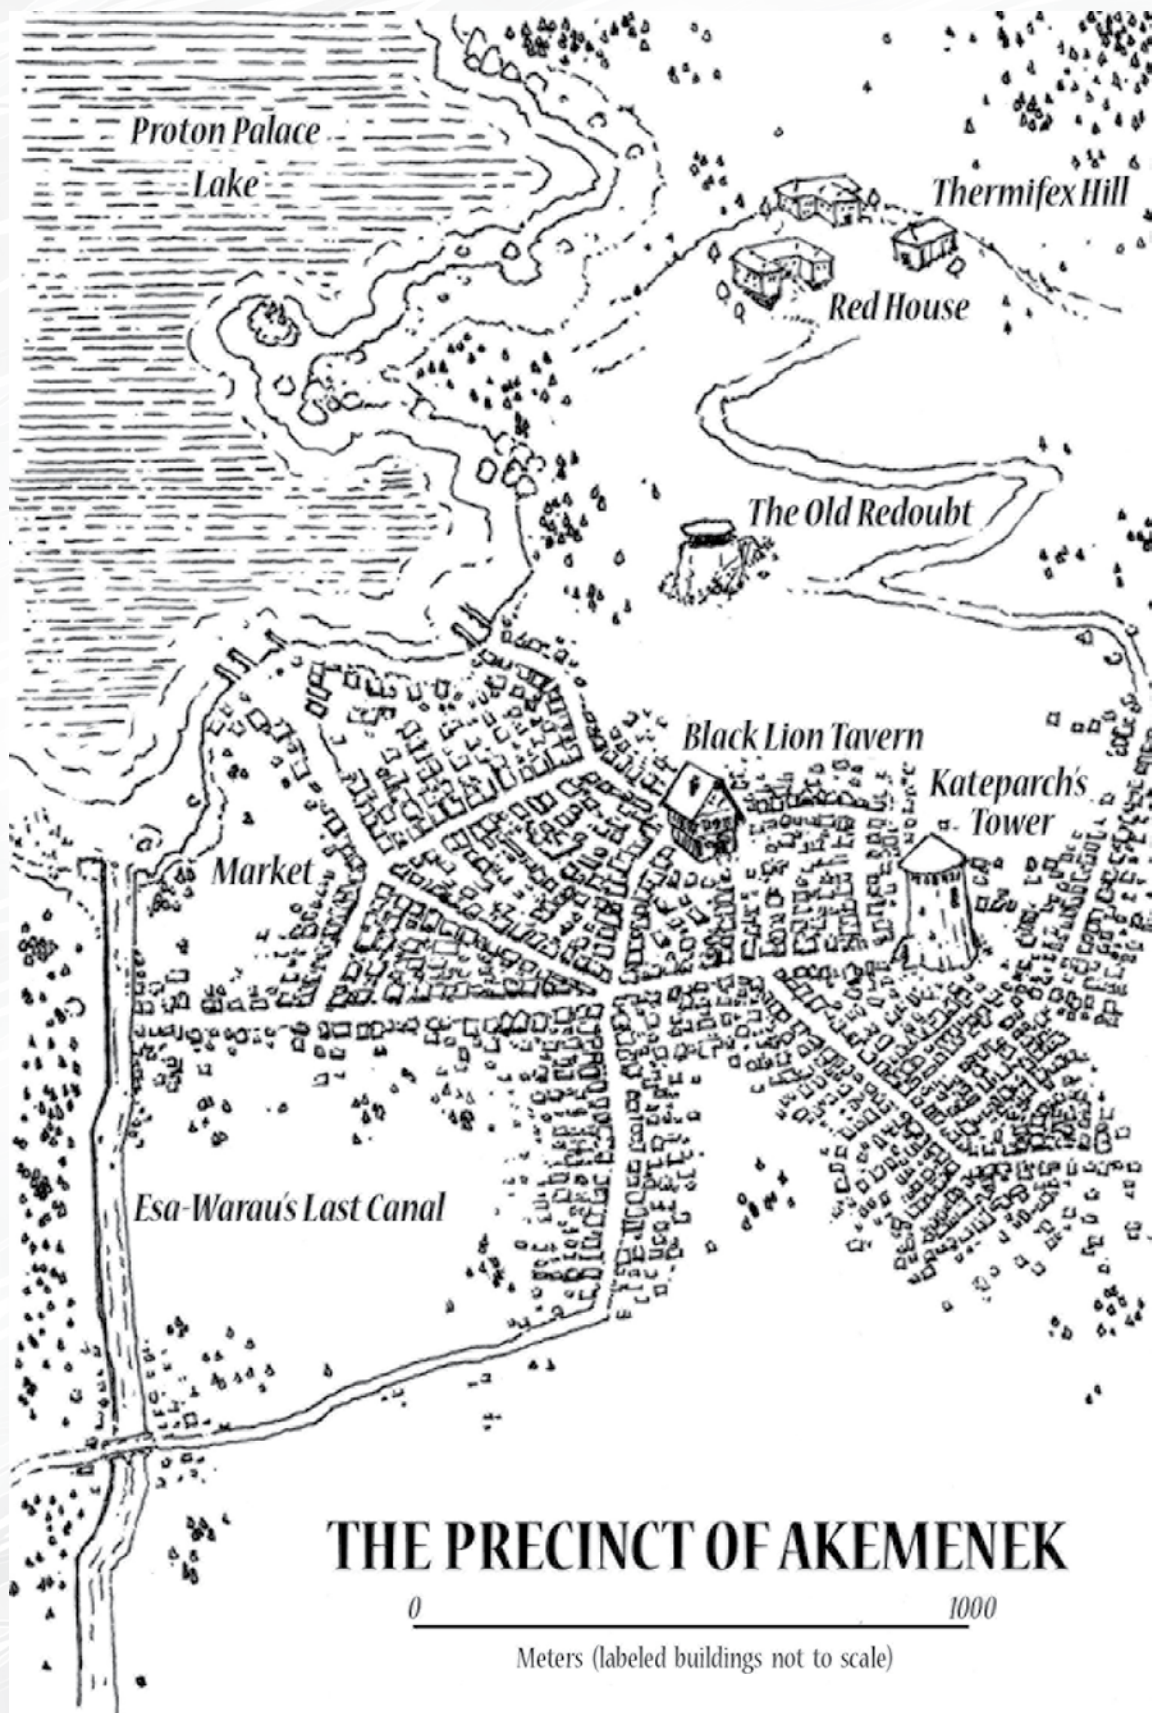 Proton Palace
Lake
Thermifex Hill
Red House
The Old Redoubt
Black Lion Tavern
Kateparch's
Tower
Market
Esa-Warau's Last Canal
THE PRECINCT OF AKEMENEK
0 1000
Meters (labeled buildings not to scale)